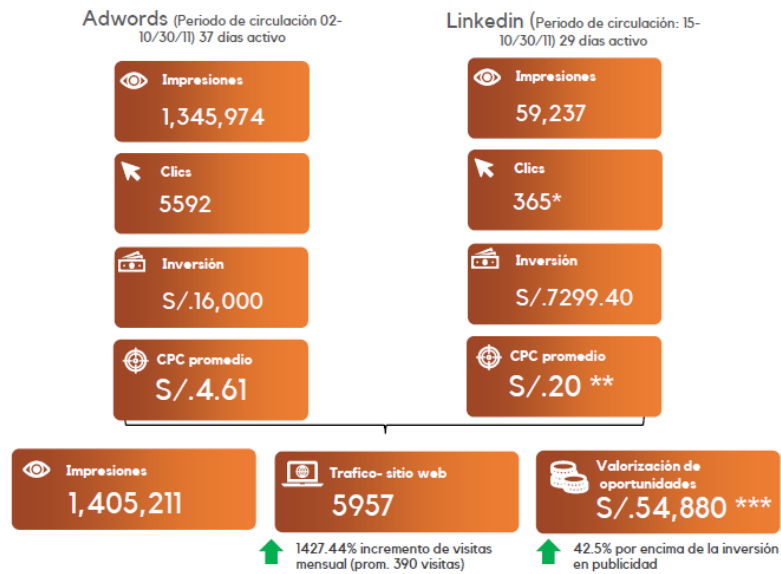 Adwords (Periodo de circulación 02-
10/30/11) 37 días activo
Impresiones
1,345,974
Clics
5592
Inversión
S/.16,000
CPC promedio
S/.4.61
Linkedin (Periodo de circulación: 15-
10/30/11) 29 días activo
Impresiones
59,237
Clics
365*
Inversión
S/.7299.40
CPC promedio
S/.20 **
Impresiones
1,405,211
Trafico- sitio web
5957
1427.44% incremento de visitas
mensual (prom. 390 visitas)
Valorización de
oportunidades
S/.54,880 ***
42.5% por encima de la inversión
en publicidad